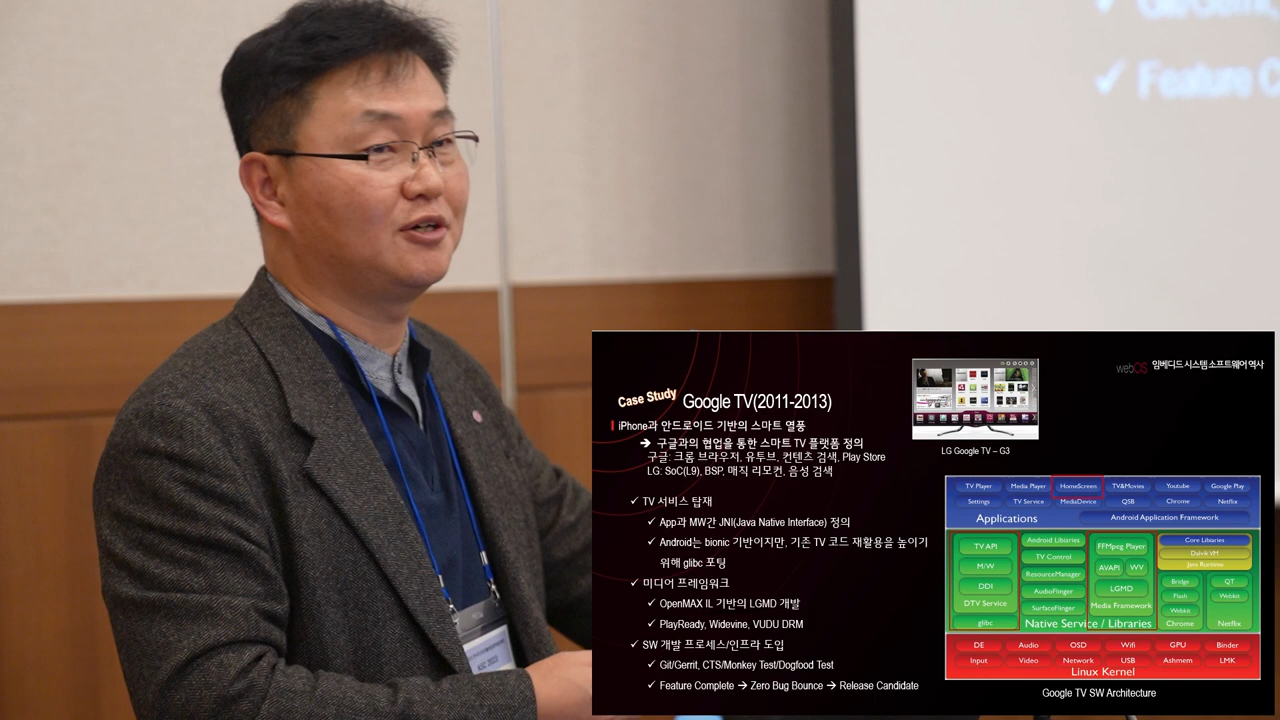 Feature C
webOS 임베디드 시스템 소프트웨어 역사
Case Study Google TV(2011-2013)
iPhone과 안드로이드 기반의 스마트 열풍
➔ 구글과의 협업을 통한 스마트 TV 플랫폼 정의
구글: 크롬 브라우저, 유투브, 컨텐츠 검색, Play Store
LG: SoC(L9), BSP, 매직 리모컨, 음성 검색
✓ TV 서비스 탑재
✓ App과 MW간 JNI(Java Native Interface) 정의
✓ Android는 bionic 기반이지만, 기존 TV 코드 재활용을 높이기
위해 glibc 포팅
✓ 미디어 프레임워크
✓ OpenMAX IL 기반의 LGMD 개발
✓ PlayReady, Widevine, VUDU DRM
✓ SW 개발 프로세스/인프라 도입
✓ Git/Gerrit, CTS/Monkey Test/Dogfood Test
✓ Feature Complete ➔ Zero Bug Bounce ➔ Release Candidate
LG Google TV – G3
TV Player Media Player HomeScreen TV&Movies Youtube Google Play
Settings TV Service MediaDevice QSB Chrome Netflix
Applications Android Application Framework
TV API
M/W
DDI
DTV Service
glibc
Android Libiaries
TV Control
ResourceManager
AudioFlinger
SurfaceFlinger
FFMpeg Player
AVAPI WV
LGMD
Media Framework
Native Service / Libraries
Core Libiaries
Dalvik VM
Java Runtime
Bridge
Flash
Webkit
Chrome
QT
Webkit
Netflix
DE Audio OSD Wifi GPU Binder
Input Video Network USB Ashmem LMK
Linux Kernel
Google TV SW Architecture
KSC 2023